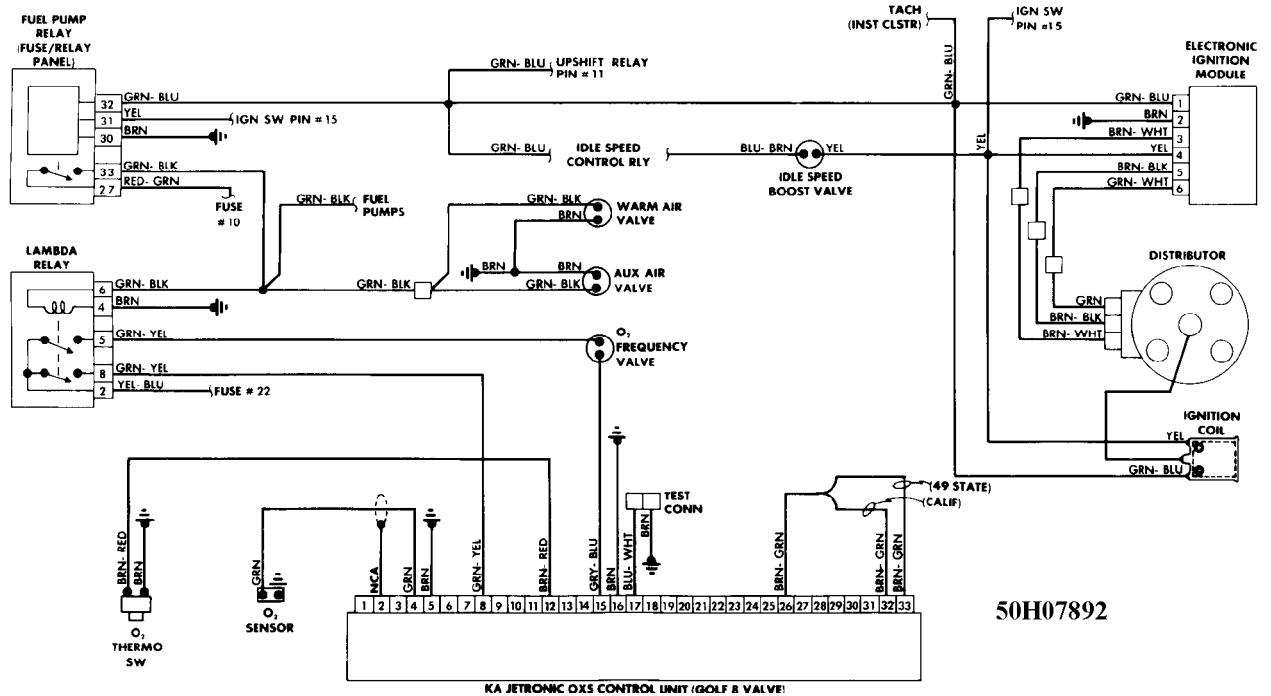 FUEL PUMP
RELAY
(FUSE/RELAY
PANEL)
32 GRN-BLU
31 YEL
IGN SW PIN #15
30 BRN
33 GRN-BLK
27 RED-GRN
FUSE
#10
GRN-BLU
UPSHIFT RELAY
PIN #11
GRN-BLU
IDLE SPEED
CONTROL RLY
BLU-BRN
YEL
IDLE SPEED
BOOST VALVE
TACH
(INST CLSTR)
GRN-BLU
IGN SW
PIN #15
YEL
ELECTRONIC
IGNITION
MODULE
GRN-BLU 1
BRN 2
BRN-WHT 3
YEL 4
BRN-BLK 5
GRN-WHT 6
GRN-BLK
FUEL
PUMPS
GRN-BLK
BRN
WARM AIR
VALVE
BRN
BRN
GRN-BLK
GRN-BLK
AUX AIR
VALVE
LAMBDA
RELAY
6 GRN-BLK
4 BRN
5 GRN-YEL
8 GRN-YEL
2 YEL-BLU
FUSE #22
O2
FREQUENCY
VALVE
DISTRIBUTOR
GRN
BRN-BLK
BRN-WHT
IGNITION
COIL
YEL
GRN-BLU
BRN-RED
BRN
O2
THERMO
SW
GRN
O2
SENSOR
NCA
GRN
BRN
GRN-YEL
BRN-RED
GRY-BLU
BRN
BLU-WHT
BRN
TEST
CONN
BRN-GRN
(49 STATE)
(CALIF)
BRN-GRN
BRN-GRN
1 2 3 4 5 6 7 8 9 10 11 12 13 14 15 16 17 18 19 20 21 22 23 24 25 26 27 28 29 30 31 32 33
50H07892
KA JETRONIC OXS CONTROL UNIT (GOLF 8 VALVE)